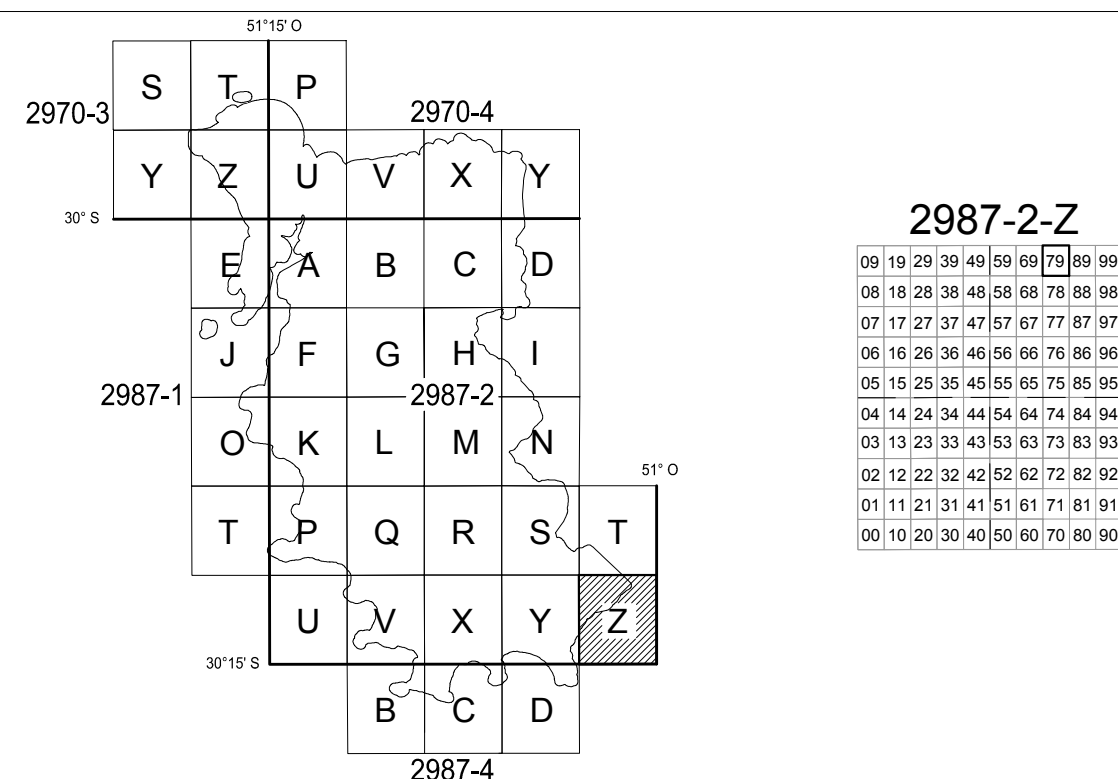 51°15' O
S T P
2970-3 2970-4
Y Z U V X Y
30° S
E A B C D
J F G H I
2987-1 2987-2
O K L M N
51° O
T P Q R S T
U V X Y Z
30°15' S
B C D
2987-4
2987-2-Z
09 19 29 39 49 59 69 79 89 99
08 18 28 38 48 58 68 78 88 98
07 17 27 37 47 57 67 77 87 97
06 16 26 36 46 56 66 76 86 96
05 15 25 35 45 55 65 75 85 95
04 14 24 34 44 54 64 74 84 94
03 13 23 33 43 53 63 73 83 93
02 12 22 32 42 52 62 72 82 92
01 11 21 31 41 51 61 71 81 91
00 10 20 30 40 50 60 70 80 90